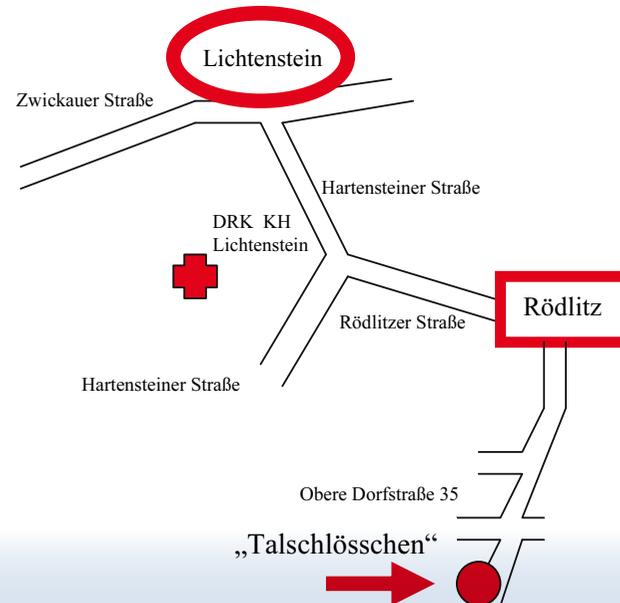 Lichtenstein
Zwickauer Straße
Hartensteiner Straße
DRK KH
Lichtenstein
Rödlitz
Rödlitzer Straße
Hartensteiner Straße
Obere Dorfstraße 35
„Talschlösschen“